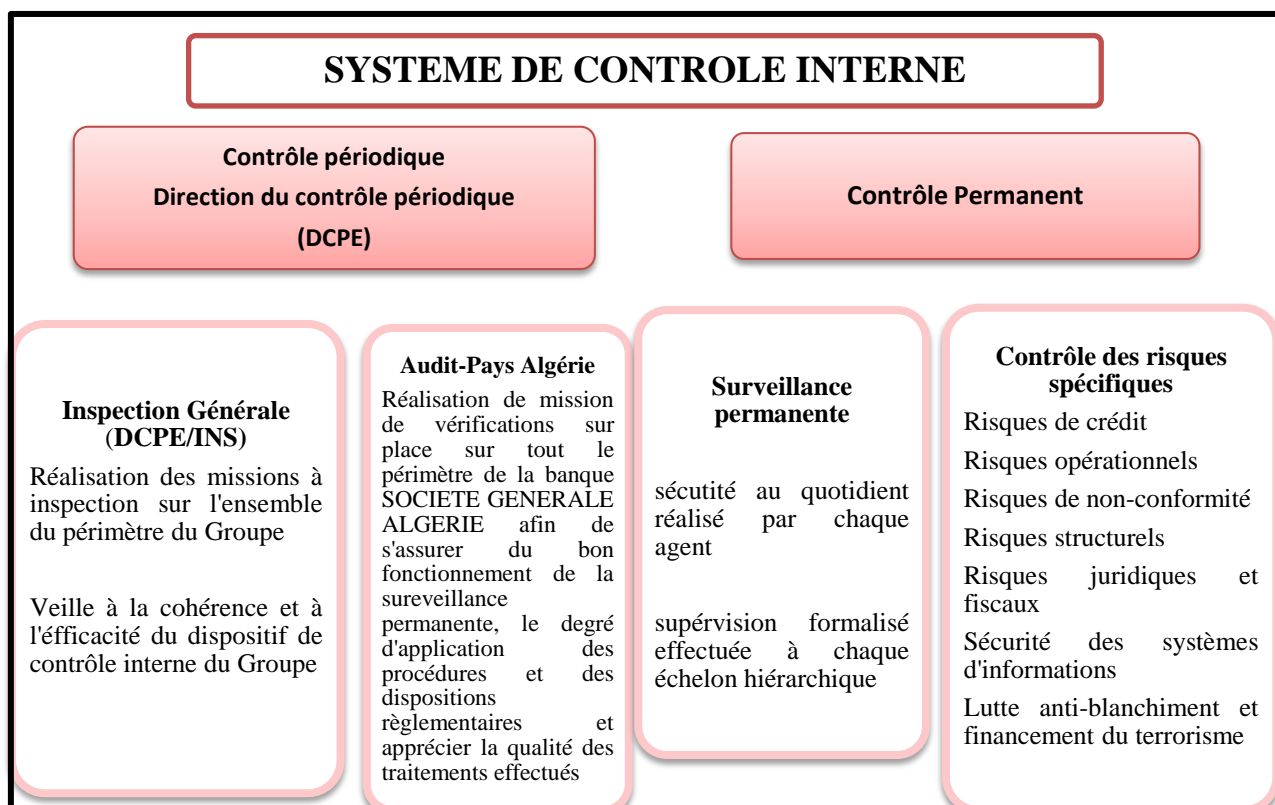 SYSTEME DE CONTROLE INTERNE
Contrôle périodique
Direction du contrôle périodique
(DCPE)
Contrôle Permanent
Inspection Générale
(DCPE/INS)
Réalisation des missions à
inspection sur l'ensemble
du périmètre du Groupe
Veille à la cohérence et à
l'éfficacité du dispositif de
contrôle interne du Groupe
Audit-Pays Algérie
Réalisation de mission
de vérifications sur
place sur tout le
périmètre de la banque
SOCIETE GENERALE
ALGERIE afin de
s'assurer du bon
fonctionnement de la
sureveillance
permanente, le degré
d'application des
procédures et des
dispositions
règlementaires et
apprécier la qualité des
traitements effectués
Surveillance
permanente
sécutité au quotidient
réalisé par chaque
agent
supérvision formalisé
effectuée à chaque
échelon hiérarchique
Contrôle des risques
spécifiques
Risques de crédit
Risques opérationnels
Risques de non-conformité
Risques structurels
Risques juridiques et
fiscaux
Sécurité des systèmes
d'informations
Lutte anti-blanchiment et
financement du terrorisme